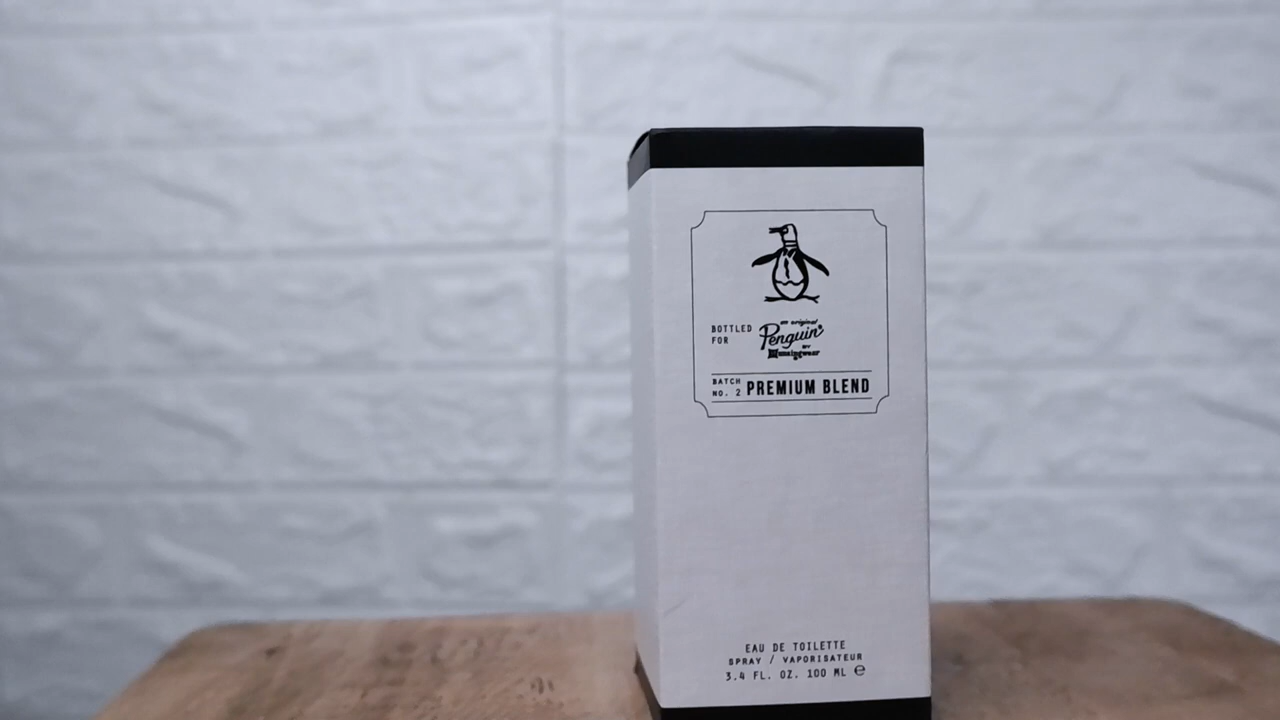 BOTTLED FOR
an original
Penguin®
BY
Munsingwear
BATCH NO. 2 PREMIUM BLEND
EAU DE TOILETTE
SPRAY / VAPORISATEUR
3.4 FL. OZ. 100 ML ℮